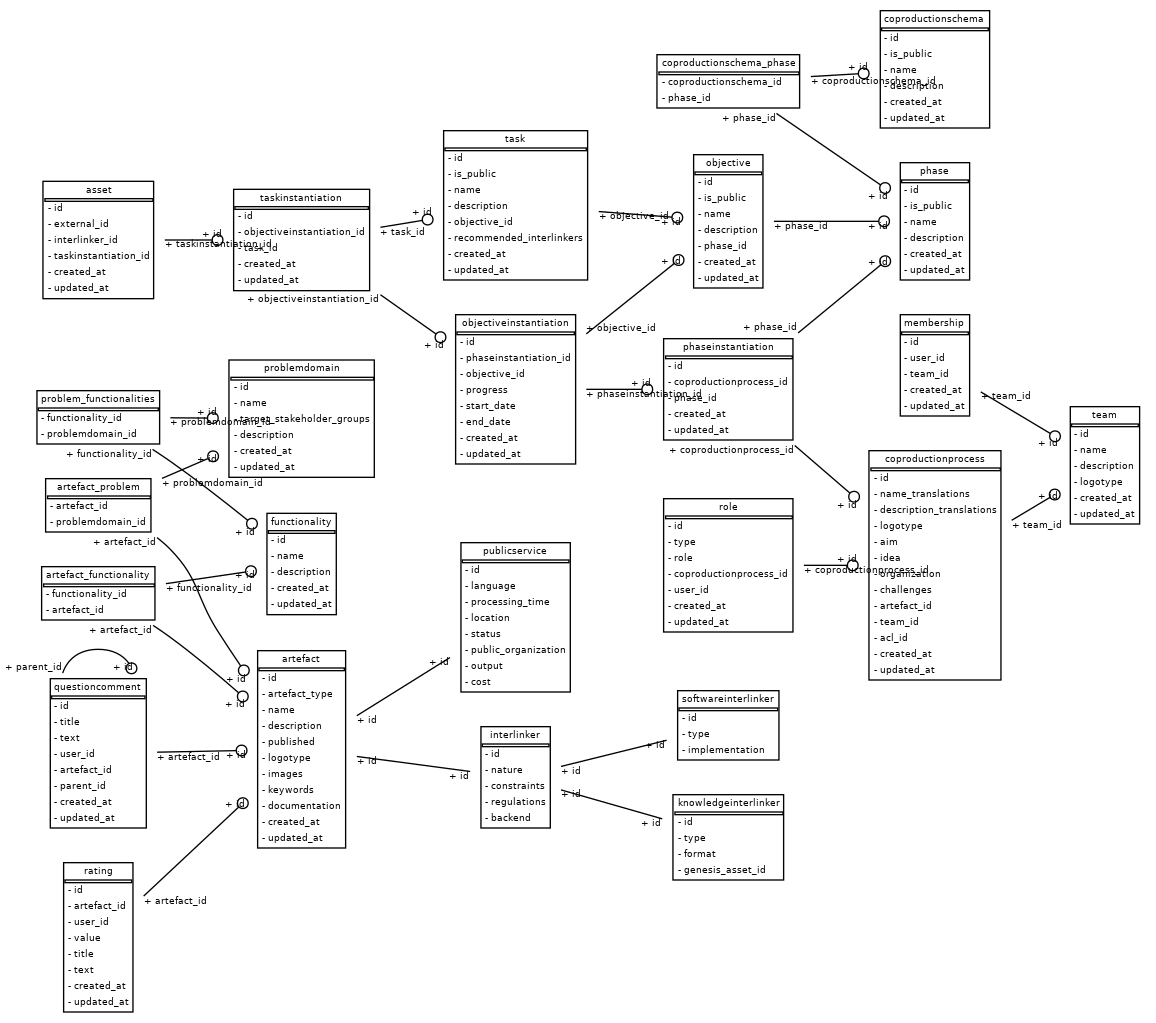 coproductionschema
- id
- is_public
- name
- description
- created_at
- updated_at
coproductionschema_phase
- coproductionschema_id
- phase_id
+ id
+ coproductionschema_id
+ phase_id
+ id
task
- id
- is_public
- name
- description
- objective_id
- recommended_interlinkers
- created_at
- updated_at
objective
- id
- is_public
- name
- description
- phase_id
- created_at
- updated_at
phase
- id
- is_public
- name
- description
- created_at
- updated_at
+ objective_id
+ id
+ phase_id
+ id
asset
- id
- external_id
- interlinker_id
- taskinstantiation_id
- created_at
- updated_at
+ id
+ taskinstantiation_id
taskinstantiation
- id
- objectiveinstantiation_id
- task_id
- created_at
- updated_at
+ id
+ task_id
+ objectiveinstantiation_id
+ id
objectiveinstantiation
- id
- phaseinstantiation_id
- objective_id
- progress
- start_date
- end_date
- created_at
- updated_at
+ id
+ objective_id
+ id
+ phaseinstantiation_id
phaseinstantiation
- id
- coproductionprocess_id
- phase_id
- created_at
- updated_at
+ id
+ phase_id
+ coproductionprocess_id
+ id
membership
- id
- user_id
- team_id
- created_at
- updated_at
+ team_id
+ id
team
- id
- name
- description
- logotype
- created_at
- updated_at
+ id
+ team_id
coproductionprocess
- id
- name_translations
- description_translations
- logotype
- aim
- idea
- organization
- challenges
- artefact_id
- team_id
- acl_id
- created_at
- updated_at
role
- id
- type
- role
- coproductionprocess_id
- user_id
- created_at
- updated_at
+ id
+ coproductionprocess_id
problemdomain
- id
- name
- target_stakeholder_groups
- description
- created_at
- updated_at
problem_functionalities
- functionality_id
- problemdomain_id
+ id
+ problemdomain_id
+ functionality_id
+ id
artefact_problem
- artefact_id
- problemdomain_id
+ id
+ problemdomain_id
+ artefact_id
+ id
functionality
- id
- name
- description
- created_at
- updated_at
artefact_functionality
- functionality_id
- artefact_id
+ id
+ functionality_id
+ artefact_id
+ id
+ parent_id
+ id
questioncomment
- id
- title
- text
- user_id
- artefact_id
- parent_id
- created_at
- updated_at
+ artefact_id
+ id
artefact
- id
- artefact_type
- name
- description
- published
- logotype
- images
- keywords
- documentation
- created_at
- updated_at
publicservice
- id
- language
- processing_time
- location
- status
- public_organization
- output
- cost
+ id
+ id
+ id
+ id
interlinker
- id
- nature
- constraints
- regulations
- backend
softwareinterlinker
- id
- type
- implementation
+ id
+ id
+ id
+ id
knowledgeinterlinker
- id
- type
- format
- genesis_asset_id
rating
- id
- artefact_id
- user_id
- value
- title
- text
- created_at
- updated_at
+ id
+ artefact_id